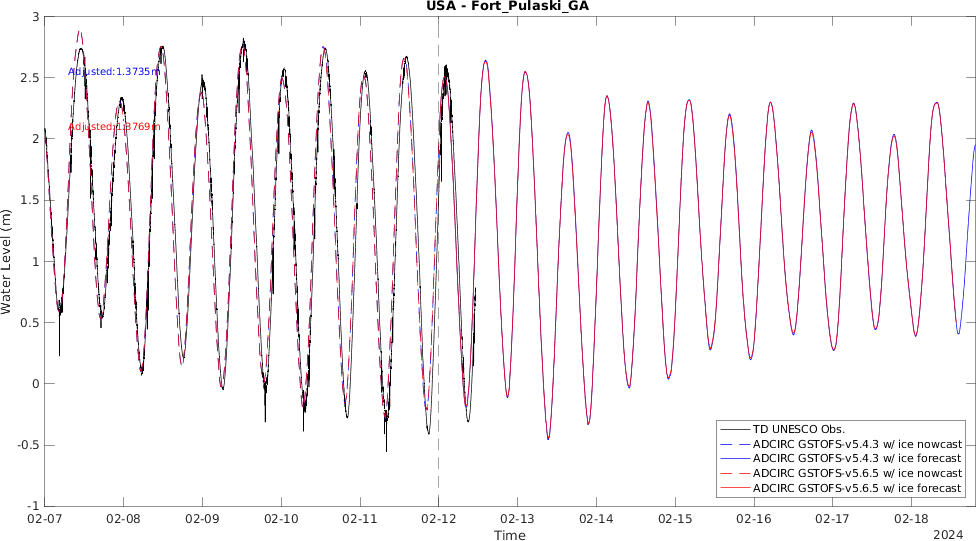 USA - Fort_Pulaski_GA
3
2.5
2
1.5
1
0.5
0
-0.5
-1
Water Level (m)
Adjusted:1.3735m
Adjusted:1.3769m
TD UNESCO Obs.
ADCIRC GSTOFS-v5.4.3 w/ ice nowcast
ADCIRC GSTOFS-v5.4.3 w/ ice forecast
ADCIRC GSTOFS-v5.6.5 w/ ice nowcast
ADCIRC GSTOFS-v5.6.5 w/ ice forecast
02-07 02-08 02-09 02-10 02-11 02-12 02-13 02-14 02-15 02-16 02-17 02-18
Time
2024